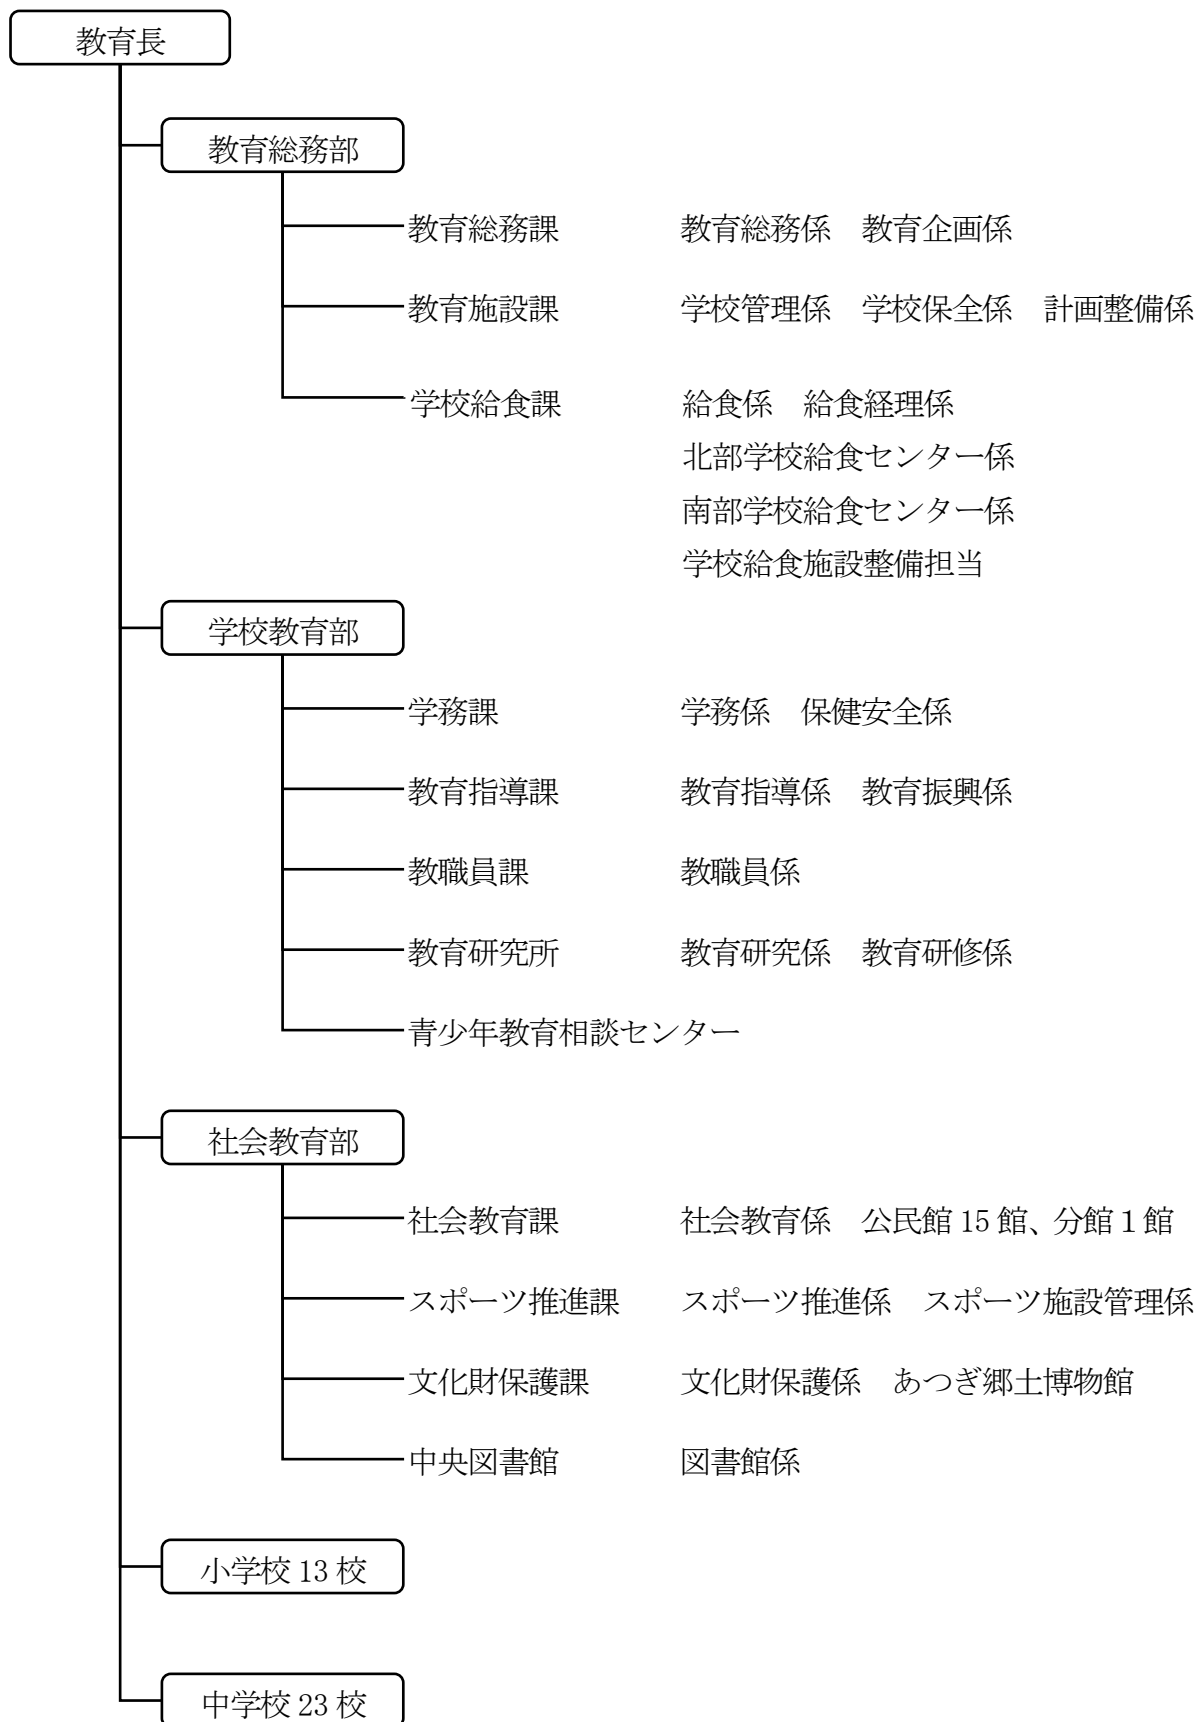 教育長
教育総務部
教育総務課 教育総務係 教育企画係
教育施設課 学校管理係 学校保全係 計画整備係
学校給食課 給食係 給食経理係
北部学校給食センター係
南部学校給食センター係
学校給食施設整備担当
学校教育部
学務課 学務係 保健安全係
教育指導課 教育指導係 教育振興係
教職員課 教職員係
教育研究所 教育研究係 教育研修係
青少年教育相談センター
社会教育部
社会教育課 社会教育係 公民館 15 館、分館１館
スポーツ推進課 スポーツ推進係 スポーツ施設管理係
文化財保護課 文化財保護係 あつぎ郷土博物館
中央図書館 図書館係
小学校 13 校
中学校 23 校